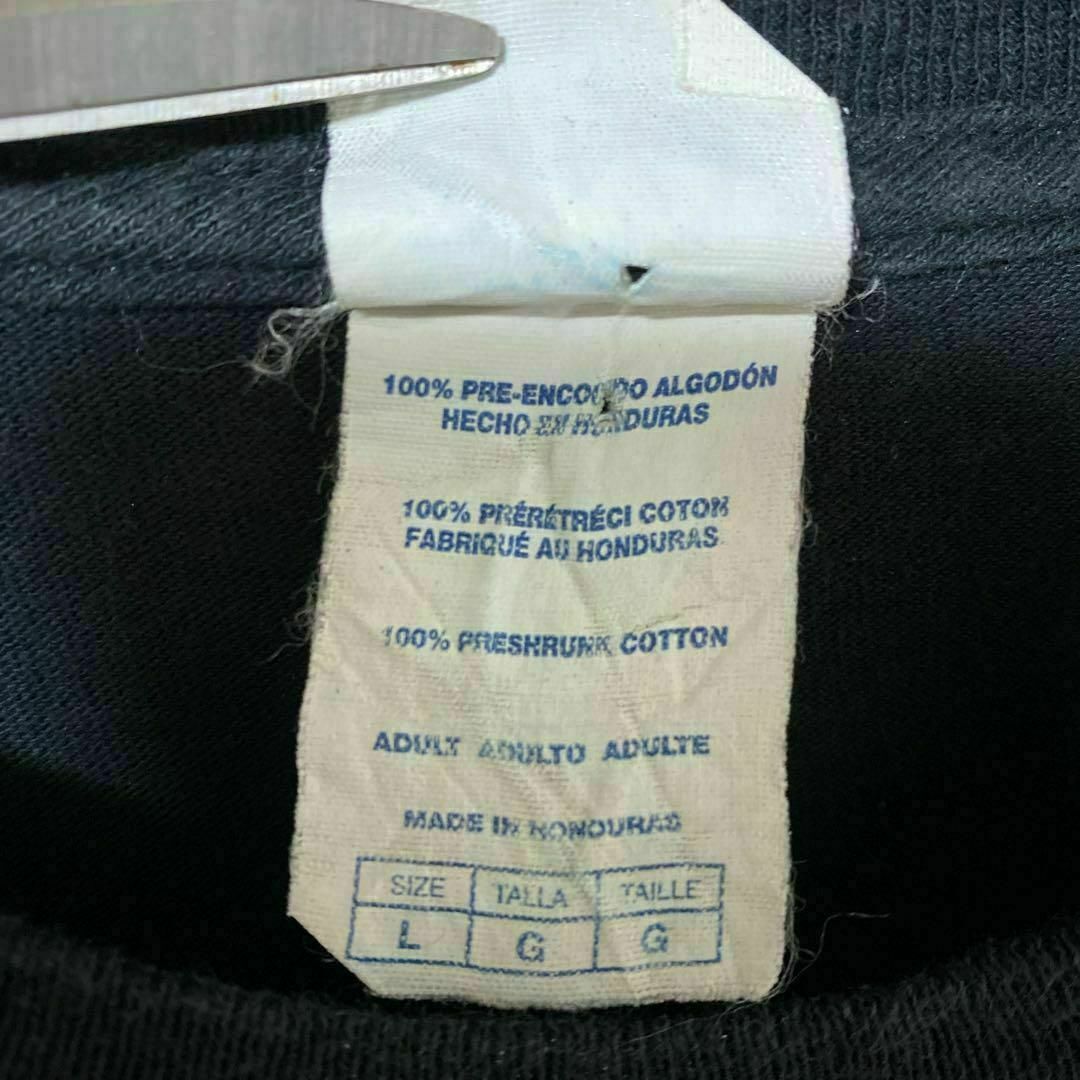 100% PRE-ENCOGIDO ALGODÓN
HECHO EN HONDURAS
100% PRÉRÉTRÉCI COTON
FABRIQUÉ AU HONDURAS
100% PRESHRUNK COTTON
ADULT ADULTO ADULTE
MADE IN HONDURAS
SIZE TALLA TAILLE
L G G